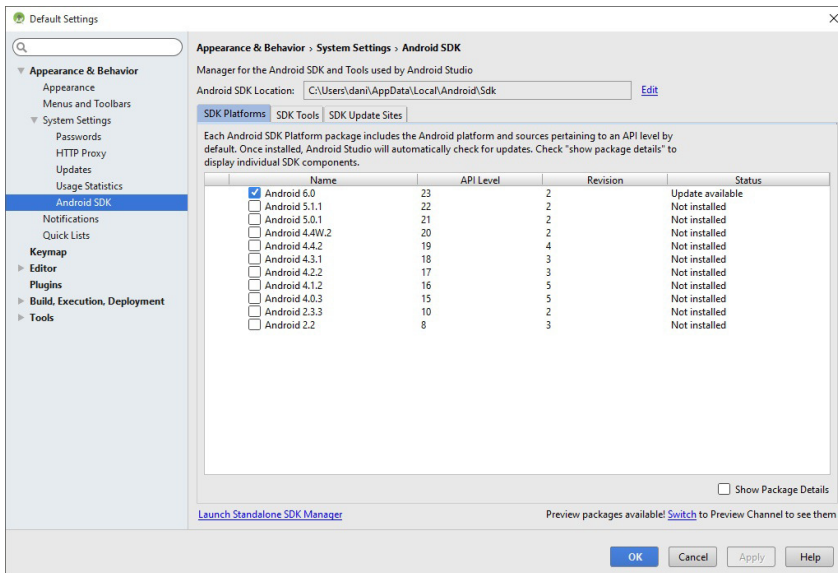 Default Settings
Appearance & Behavior › System Settings › Android SDK
Manager for the Android SDK and Tools used by Android Studio
Android SDK Location: C:\Users\dani\AppData\Local\Android\Sdk Edit
Appearance & Behavior
Appearance
Menus and Toolbars
System Settings
Passwords
HTTP Proxy
Updates
Usage Statistics
Android SDK
Notifications
Quick Lists
Keymap
Editor
Plugins
Build, Execution, Deployment
Tools
SDK Platforms SDK Tools SDK Update Sites
Each Android SDK Platform package includes the Android platform and sources pertaining to an API level by
default. Once installed, Android Studio will automatically check for updates. Check "show package details" to
display individual SDK components.
Name API Level Revision Status
Android 6.0 23 2 Update available
Android 5.1.1 22 2 Not installed
Android 5.0.1 21 2 Not installed
Android 4.4W.2 20 2 Not installed
Android 4.4.2 19 4 Not installed
Android 4.3.1 18 3 Not installed
Android 4.2.2 17 3 Not installed
Android 4.1.2 16 5 Not installed
Android 4.0.3 15 5 Not installed
Android 2.3.3 10 2 Not installed
Android 2.2 8 3 Not installed
Show Package Details
Launch Standalone SDK Manager
Preview packages available! Switch to Preview Channel to see them
OK Cancel Apply Help